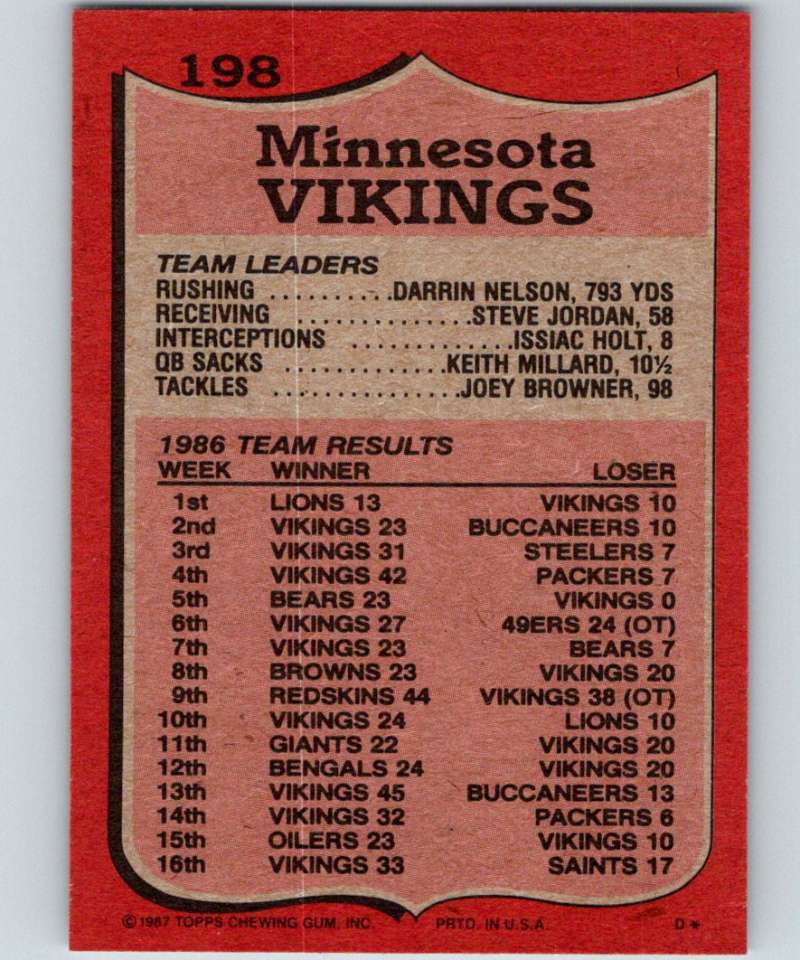 198
Minnesota
VIKINGS
TEAM LEADERS
RUSHING ..........DARRIN NELSON, 793 YDS
RECEIVING ..............STEVE JORDAN, 58
INTERCEPTIONS .............ISSIAC HOLT, 8
QB SACKS .............KEITH MILLARD, 10½
TACKLES ................JOEY BROWNER, 98
1986 TEAM RESULTS
WEEK WINNER LOSER
1st LIONS 13 VIKINGS 10
2nd VIKINGS 23 BUCCANEERS 10
3rd VIKINGS 31 STEELERS 7
4th VIKINGS 42 PACKERS 7
5th BEARS 23 VIKINGS 0
6th VIKINGS 27 49ERS 24 (OT)
7th VIKINGS 23 BEARS 7
8th BROWNS 23 VIKINGS 20
9th REDSKINS 44 VIKINGS 38 (OT)
10th VIKINGS 24 LIONS 10
11th GIANTS 22 VIKINGS 20
12th BENGALS 24 VIKINGS 20
13th VIKINGS 45 BUCCANEERS 13
14th VIKINGS 32 PACKERS 6
15th OILERS 23 VIKINGS 10
16th VIKINGS 33 SAINTS 17
© 1987 TOPPS CHEWING GUM, INC. PRTD. IN U.S.A. D *